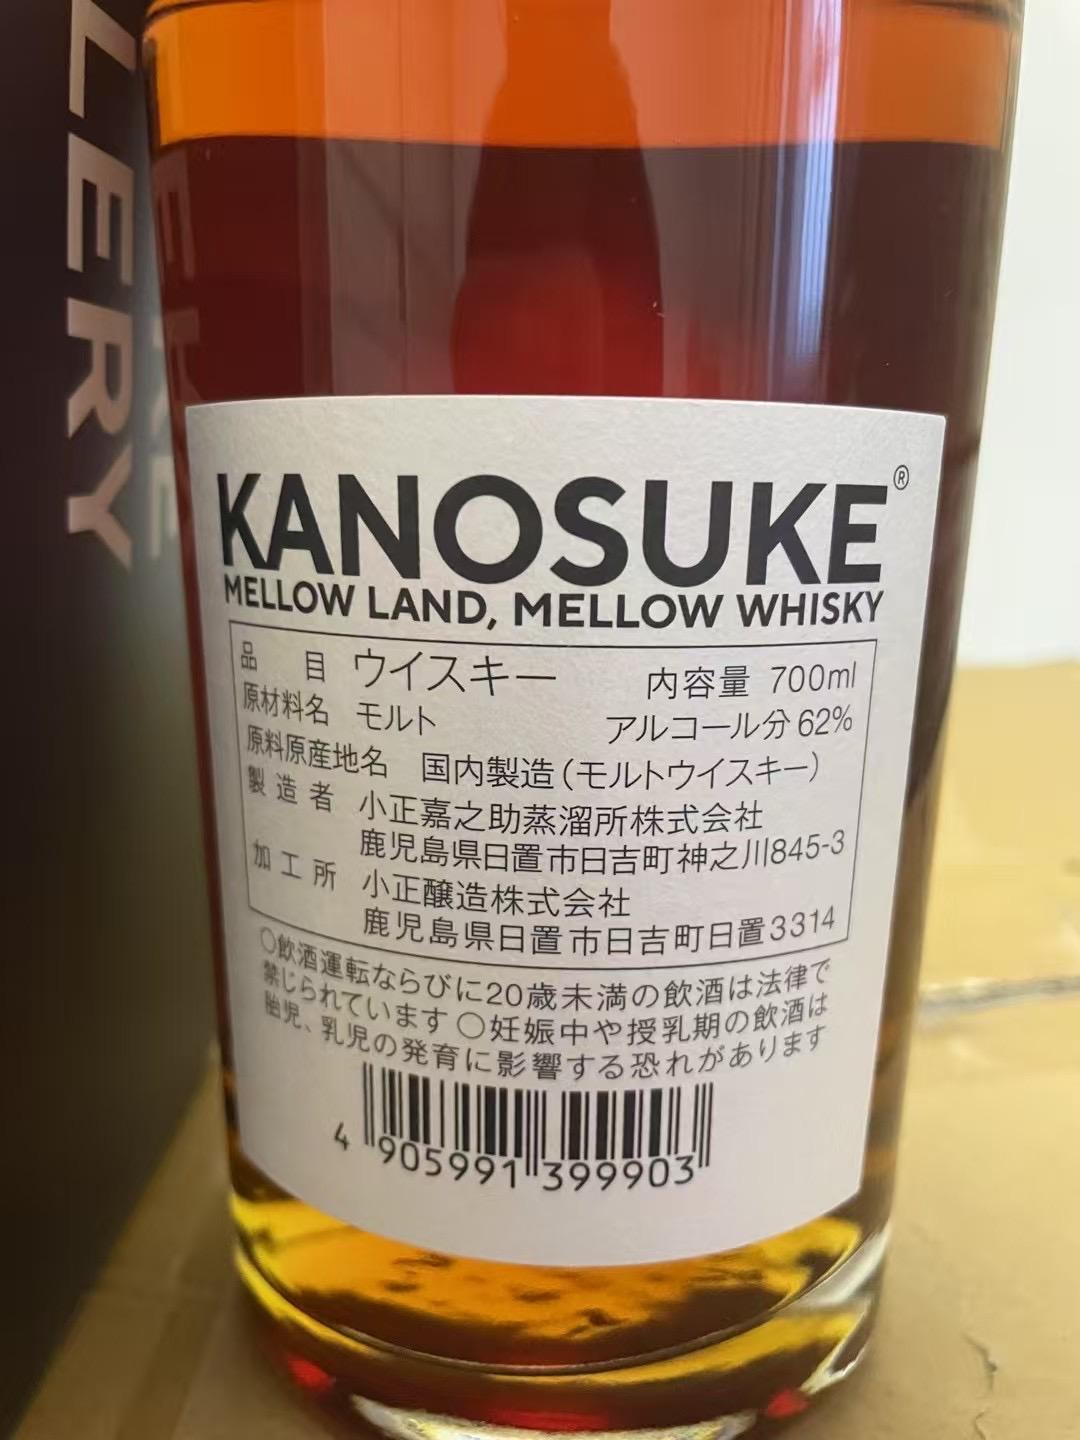 LLERY
KANOSUKE®
MELLOW LAND, MELLOW WHISKY
品目 ウイスキー 内容量 700ml
原材料名 モルト アルコール分 62%
原料原産地名 国内製造(モルトウイスキー)
製造者 小正嘉之助蒸溜所株式会社
鹿児島県日置市日吉町神之川845-3
加工所 小正醸造株式会社
鹿児島県日置市日吉町日置3314
○飲酒運転ならびに20歳未満の飲酒は法律で
禁じられています ○妊娠中や授乳期の飲酒は
胎児、乳児の発育に影響する恐れがあります
4 905991 399903